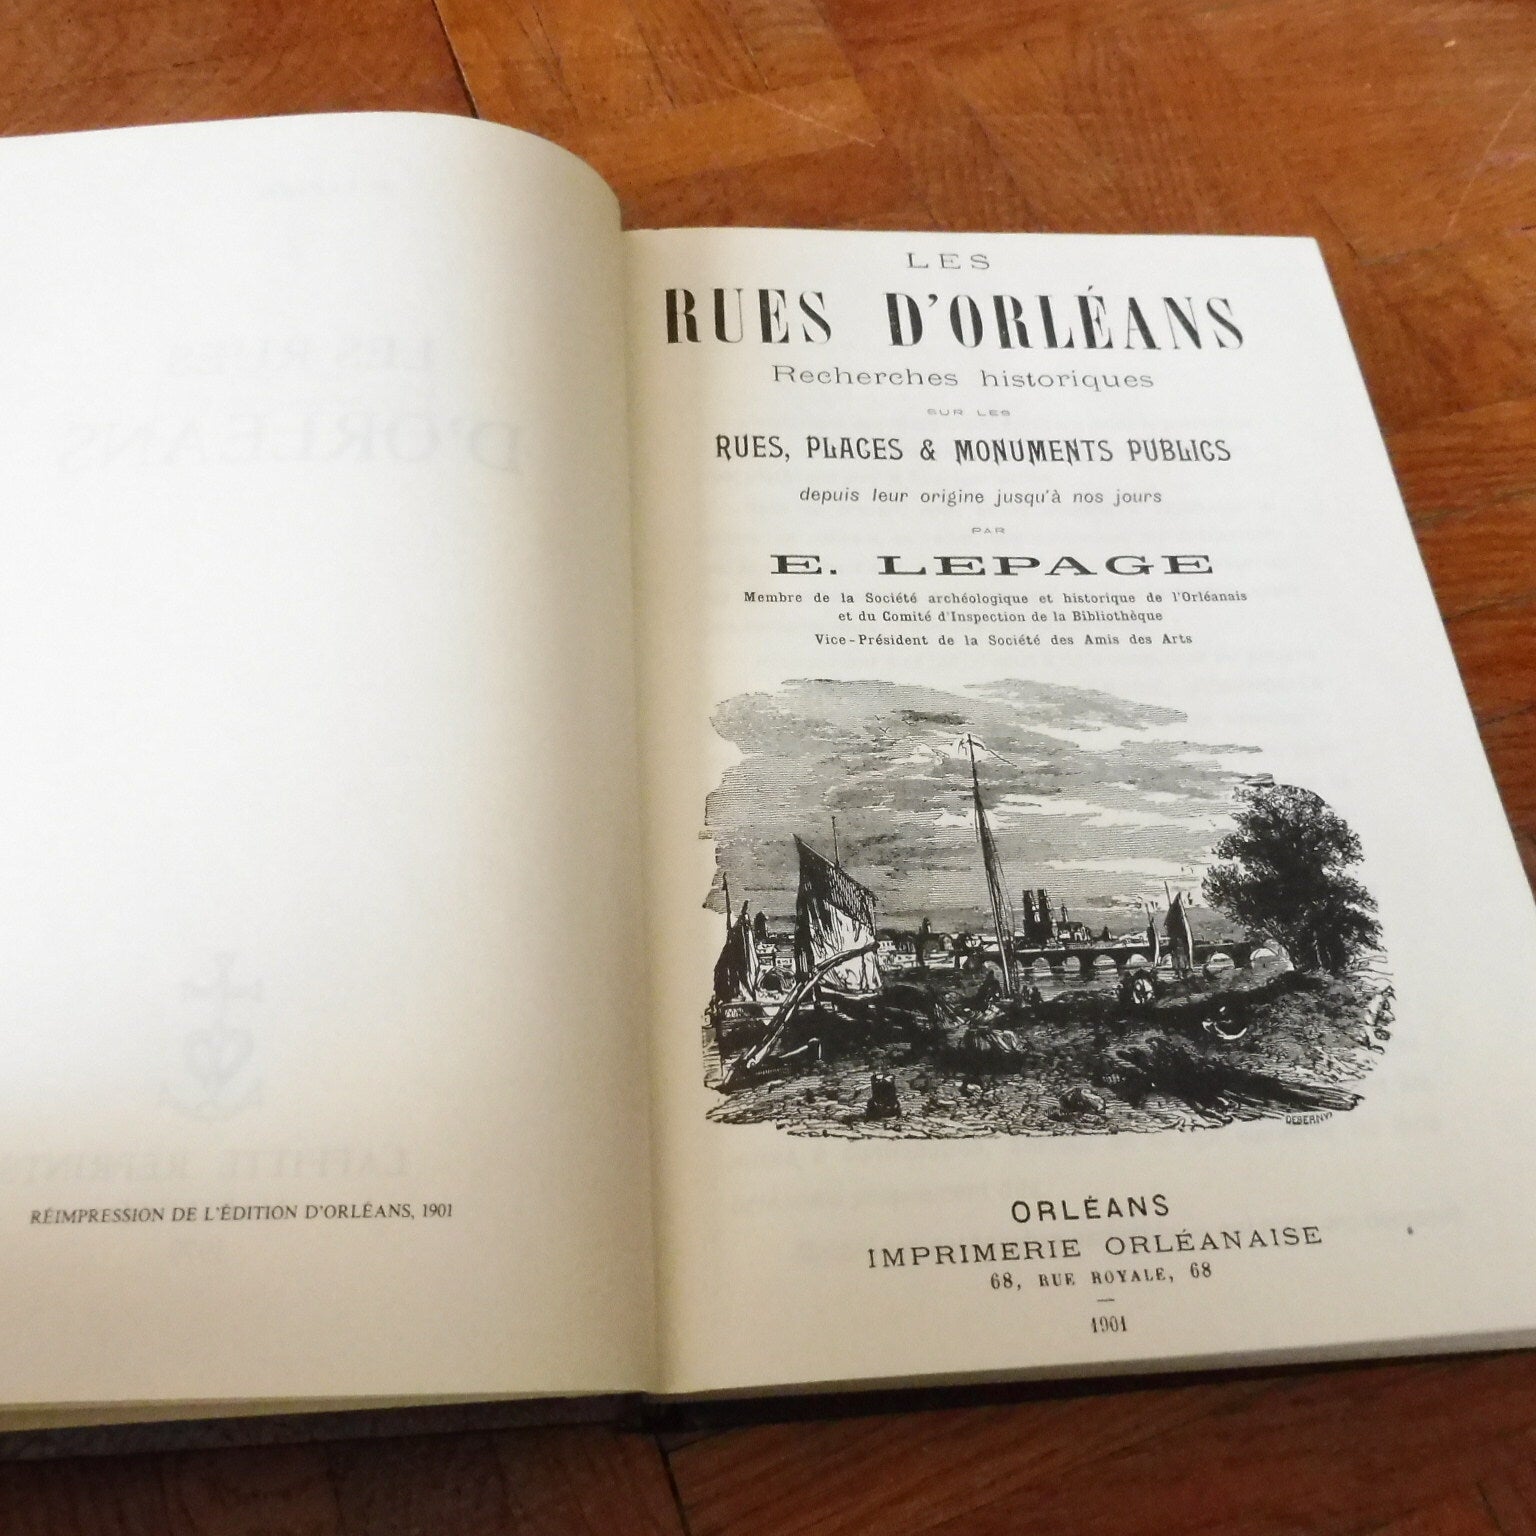 RÉIMPRESSION DE L'ÉDITION D'ORLÉANS, 1901
LES
RUES D'ORLÉANS
Recherches historiques
SUR LES
RUES, PLACES & MONUMENTS PUBLICS
depuis leur origine jusqu'à nos jours
PAR
E. LEPAGE
Membre de la Société archéologique et historique de l'Orléanais
et du Comité d'Inspection de la Bibliothèque
Vice-Président de la Société des Amis des Arts
DEBERNY
ORLÉANS
IMPRIMERIE ORLÉANAISE
68, RUE ROYALE, 68
1901